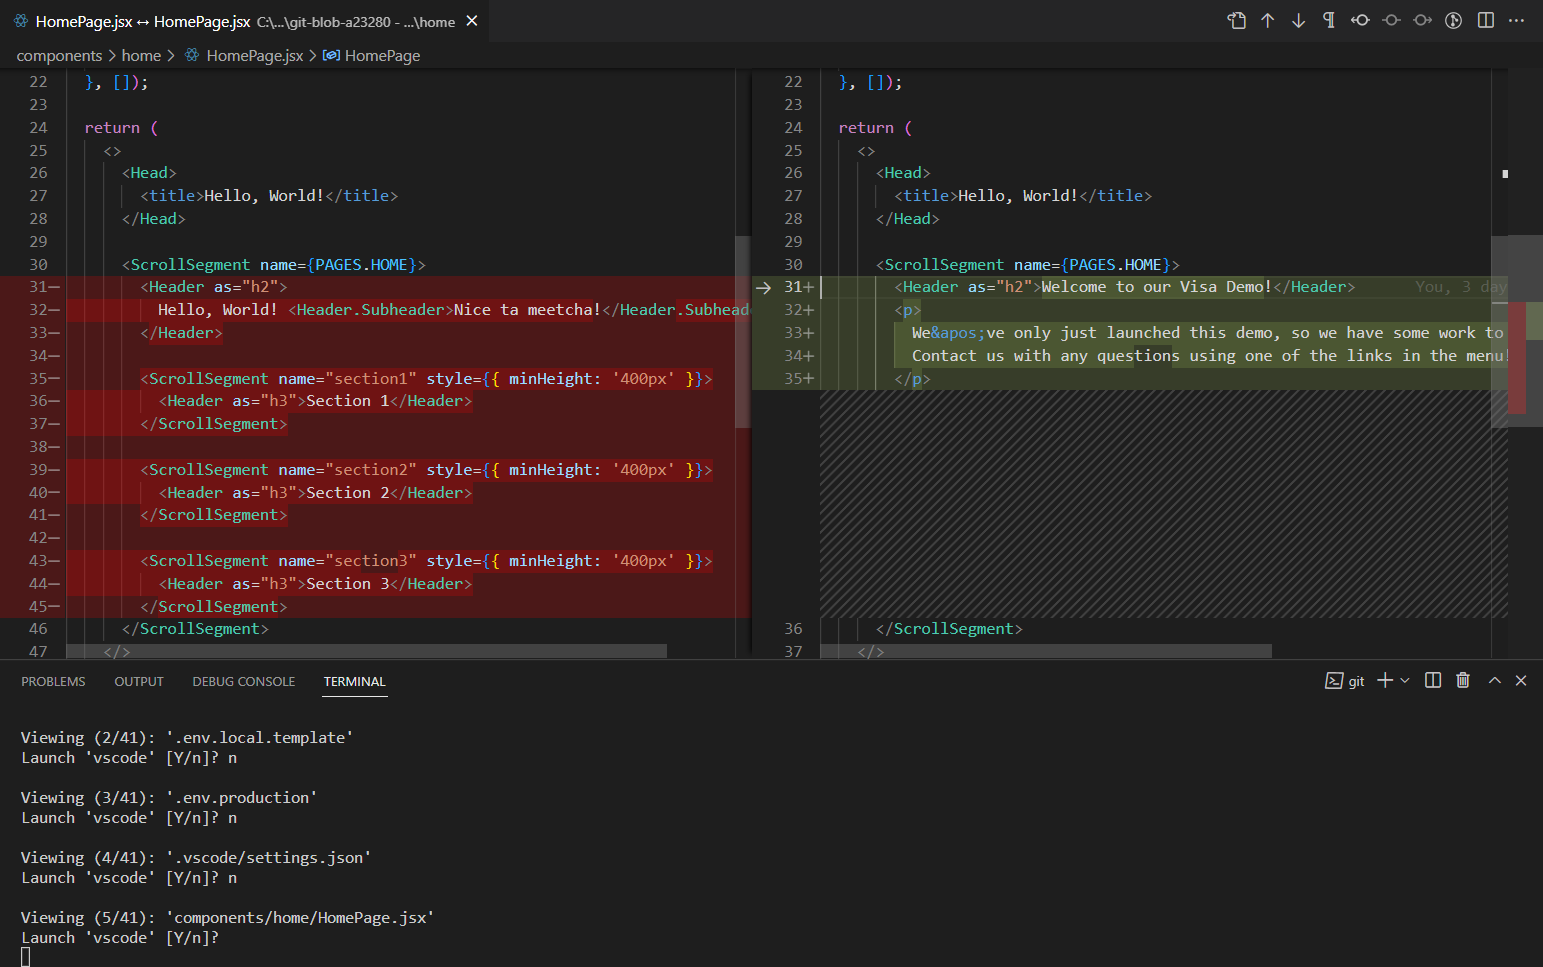 HomePage.jsx ↔ HomePage.jsx C:\...\git-blob-a23280 - ...\home
components > home > HomePage.jsx > HomePage
22 }, []);
23
24 return (
25 <>
26 <Head>
27 <title>Hello, World!</title>
28 </Head>
29
30 <ScrollSegment name={PAGES.HOME}>
31— <Header as="h2">
32— Hello, World! <Header.Subheader>Nice ta meetcha!</Header.Subhead
33— </Header>
34—
35— <ScrollSegment name="section1" style={{ minHeight: '400px' }}>
36— <Header as="h3">Section 1</Header>
37— </ScrollSegment>
38—
39— <ScrollSegment name="section2" style={{ minHeight: '400px' }}>
40— <Header as="h3">Section 2</Header>
41— </ScrollSegment>
42—
43— <ScrollSegment name="section3" style={{ minHeight: '400px' }}>
44— <Header as="h3">Section 3</Header>
45— </ScrollSegment>
46 </ScrollSegment>
47 </>
22 }, []);
23
24 return (
25 <>
26 <Head>
27 <title>Hello, World!</title>
28 </Head>
29
30 <ScrollSegment name={PAGES.HOME}>
31+ <Header as="h2">Welcome to our Visa Demo!</Header> You, 3 day
32+ <p>
33+ We&apos;ve only just launched this demo, so we have some work to
34+ Contact us with any questions using one of the links in the menu!
35+ </p>
36 </ScrollSegment>
37 </>
PROBLEMS OUTPUT DEBUG CONSOLE TERMINAL git
Viewing (2/41): '.env.local.template'
Launch 'vscode' [Y/n]? n
Viewing (3/41): '.env.production'
Launch 'vscode' [Y/n]? n
Viewing (4/41): '.vscode/settings.json'
Launch 'vscode' [Y/n]? n
Viewing (5/41): 'components/home/HomePage.jsx'
Launch 'vscode' [Y/n]?